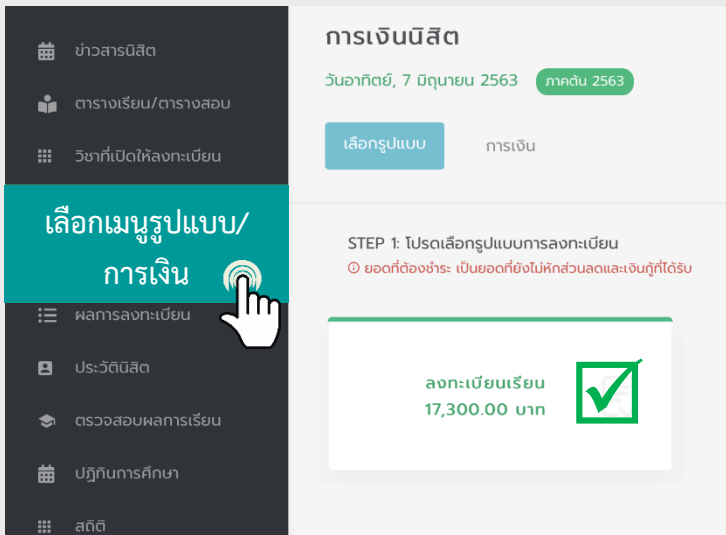 ข่าวสารนิสิต
ตารางเรียน/ตารางสอบ
วิชาที่เปิดให้ลงทะเบียน
เลือกเมนูรูปแบบ/
การเงิน
ผลการลงทะเบียน
ประวัตินิสิต
ตรวจสอบผลการเรียน
ปฏิทินการศึกษา
สถิติ
การเงินนิสิต
วันอาทิตย์, 7 มิถุนายน 2563 ภาคต้น 2563
เลือกรูปแบบ การเงิน
STEP 1: โปรดเลือกรูปแบบการลงทะเบียน
ยอดที่ต้องชำระ เป็นยอดที่ยังไม่หักส่วนลดและเงินกู้ที่ได้รับ
ลงทะเบียนเรียน
17,300.00 บาท